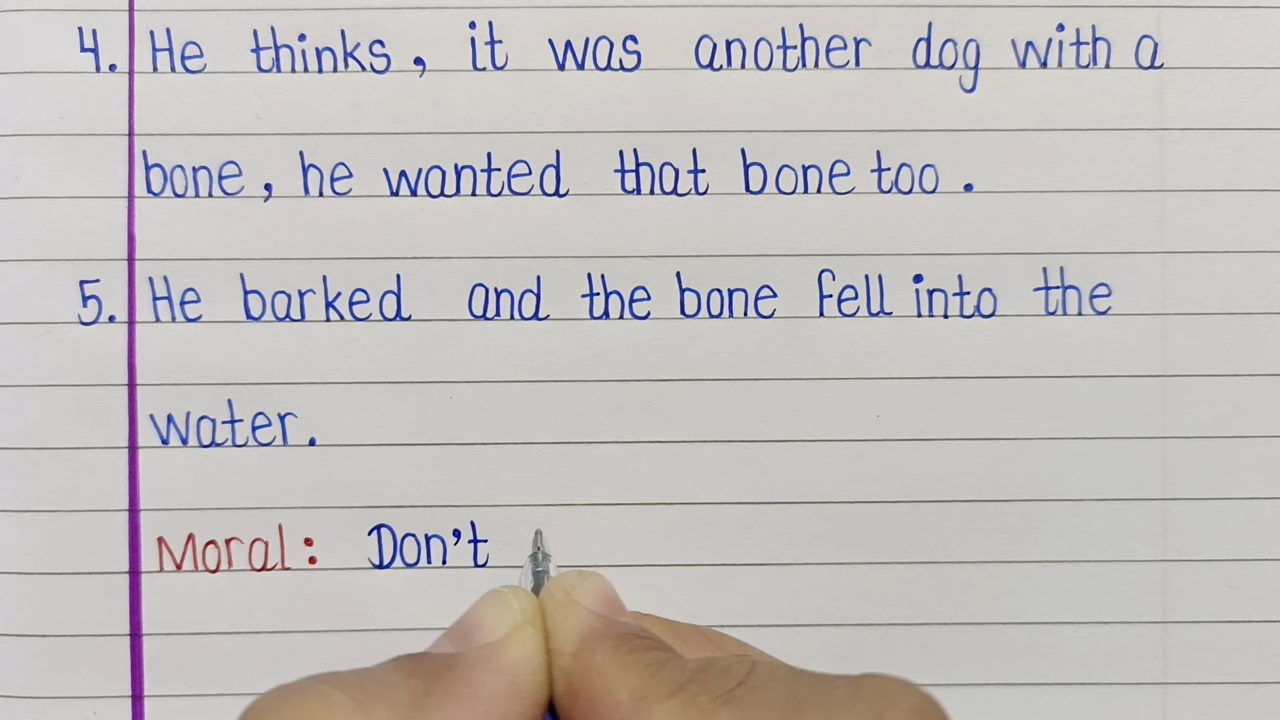 4. He thinks, it was another dog with a
bone, he wanted that bone too.
5. He barked and the bone fell into the
water.
Moral: Don't